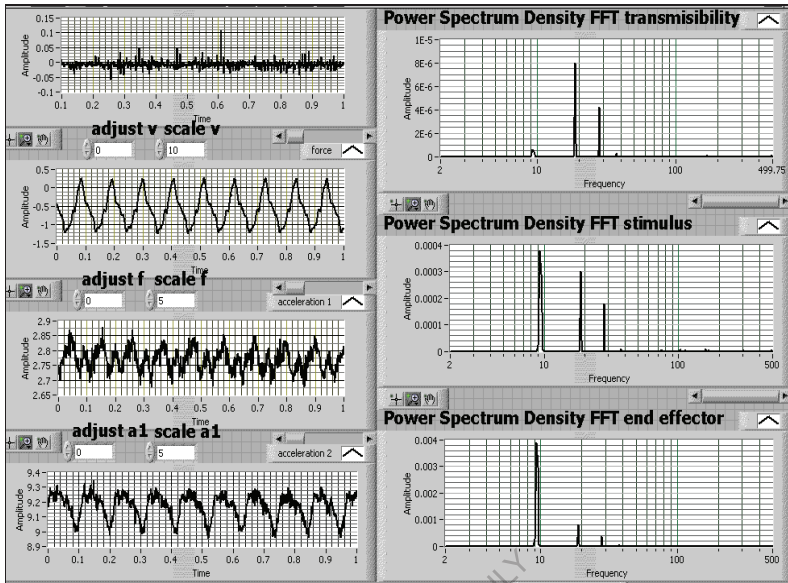 0.15
0.1
0.05
0
-0.05
-0.1
Amplitude
0.1 0.2 0.3 0.4 0.5 0.6 0.7 0.8 0.9 1
Time
adjust v scale v
0 10
force
0.5
0
-0.5
-1
-1.5
Amplitude
0 0.1 0.2 0.3 0.4 0.5 0.6 0.7 0.8 0.9 1
Time
adjust f scale f
0 5
acceleration 1
2.9
2.85
2.8
2.75
2.7
2.65
Amplitude
0 0.1 0.2 0.3 0.4 0.5 0.6 0.7 0.8 0.9 1
Time
adjust a1 scale a1
0 5
acceleration 2
9.4
9.3
9.2
9.1
9
8.9
Amplitude
0 0.1 0.2 0.3 0.4 0.5 0.6 0.7 0.8 0.9 1
Time
Power Spectrum Density FFT transmisibility
1E-5
8E-6
6E-6
4E-6
2E-6
0
Amplitude
2 10 100 499.75
Frequency
Power Spectrum Density FFT stimulus
0.0004
0.0003
0.0002
0.0001
0
Amplitude
2 10 100 500
Frequency
Power Spectrum Density FFT end effector
0.004
0.003
0.002
0.001
0
Amplitude
2 10 100 500
Frequency